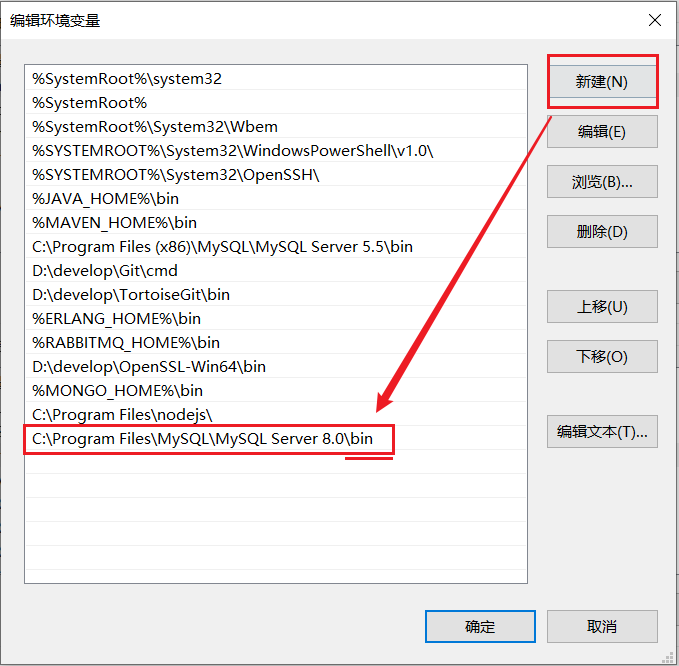 编辑环境变量
%SystemRoot%\system32
%SystemRoot%
%SystemRoot%\System32\Wbem
%SYSTEMROOT%\System32\WindowsPowerShell\v1.0\
%SYSTEMROOT%\System32\OpenSSH\
%JAVA_HOME%\bin
%MAVEN_HOME%\bin
C:\Program Files (x86)\MySQL\MySQL Server 5.5\bin
D:\develop\Git\cmd
D:\develop\TortoiseGit\bin
%ERLANG_HOME%\bin
%RABBITMQ_HOME%\bin
D:\develop\OpenSSL-Win64\bin
%MONGO_HOME%\bin
C:\Program Files\nodejs\
C:\Program Files\MySQL\MySQL Server 8.0\bin
新建(N)
编辑(E)
浏览(B)...
删除(D)
上移(U)
下移(O)
编辑文本(T)...
确定
取消